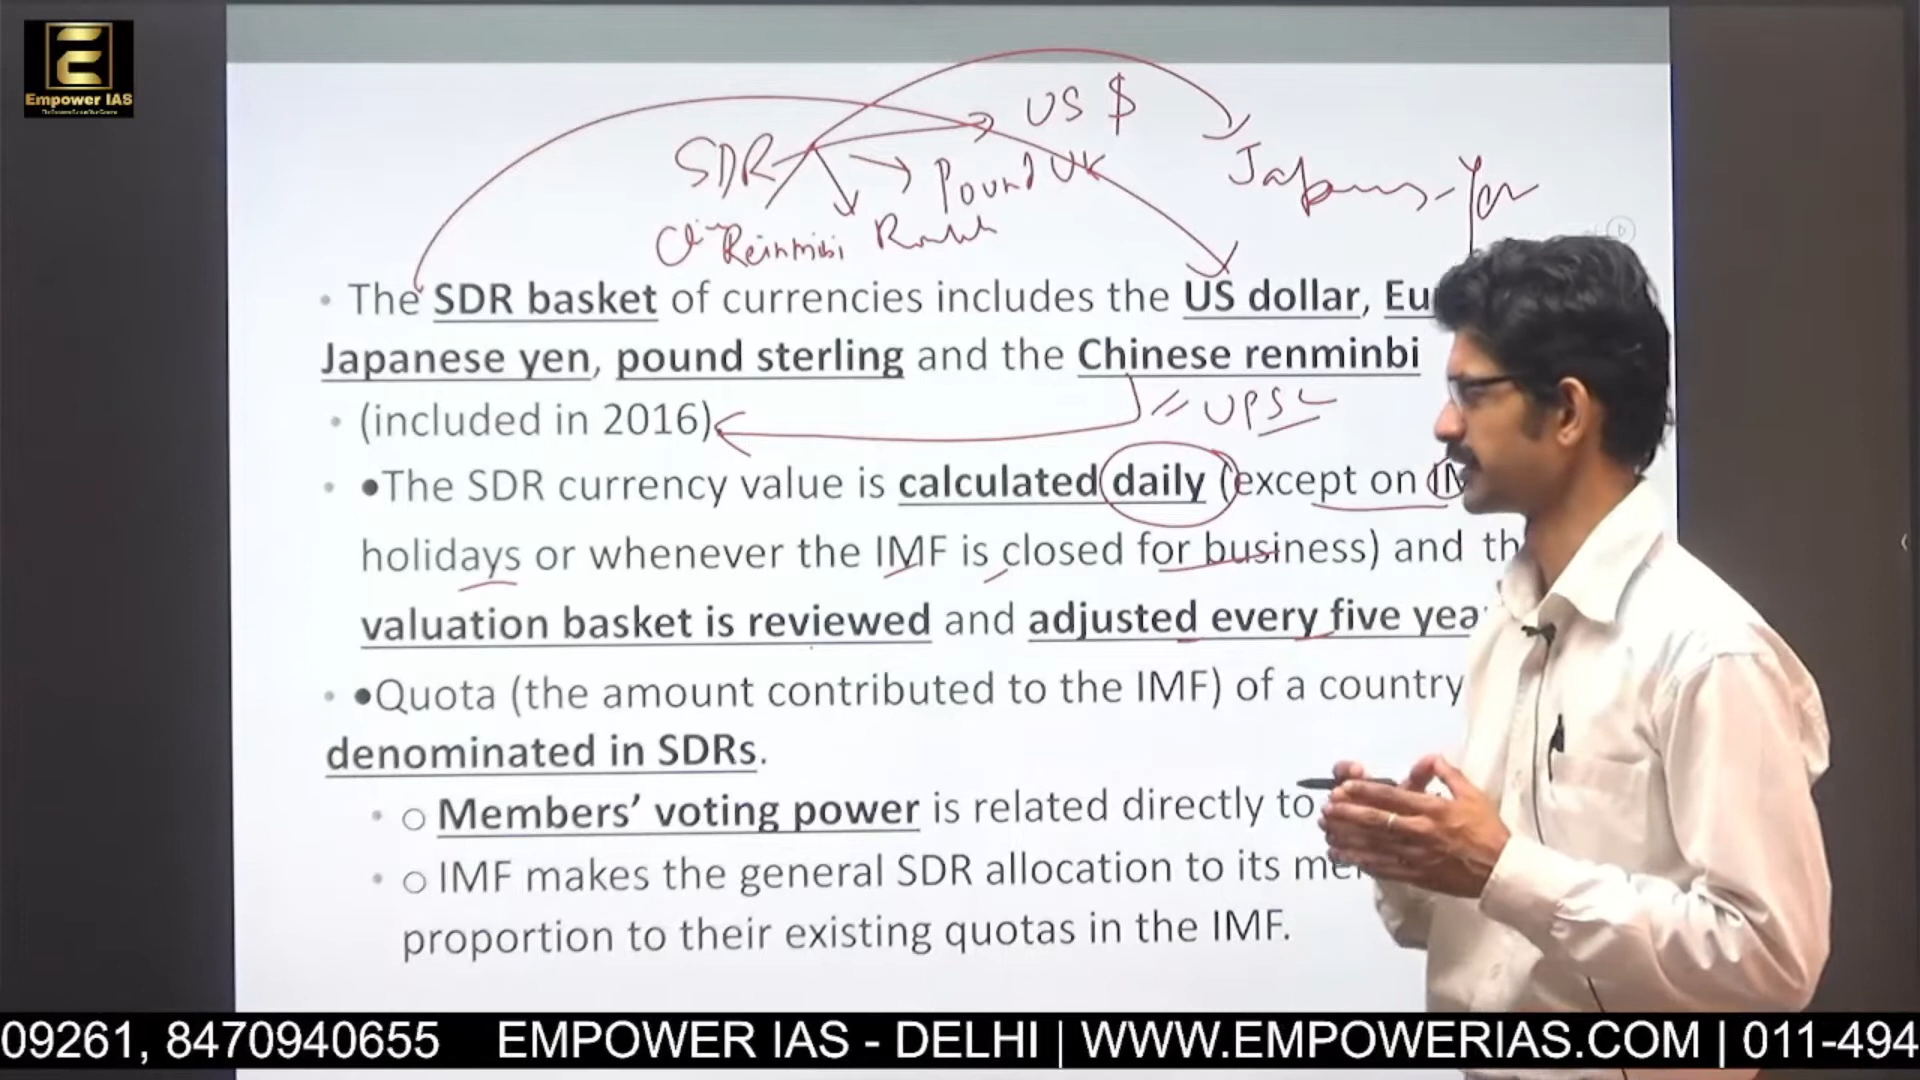 Empower IAS
US $
SDR
Pound UK
Japanes-Yen
Reinmibi
• The SDR basket of currencies includes the US dollar, Eu
Japanese yen, pound sterling and the Chinese renminbi
• (included in 2016)
= UPSC
• •The SDR currency value is calculated daily (except on IM
holidays or whenever the IMF is closed for business) and th
valuation basket is reviewed and adjusted every five yea
• •Quota (the amount contributed to the IMF) of a country
denominated in SDRs.
• o Members’ voting power is related directly to
• o IMF makes the general SDR allocation to its me
proportion to their existing quotas in the IMF.
09261, 8470940655 EMPOWER IAS - DELHI | WWW.EMPOWERIAS.COM | 011-494